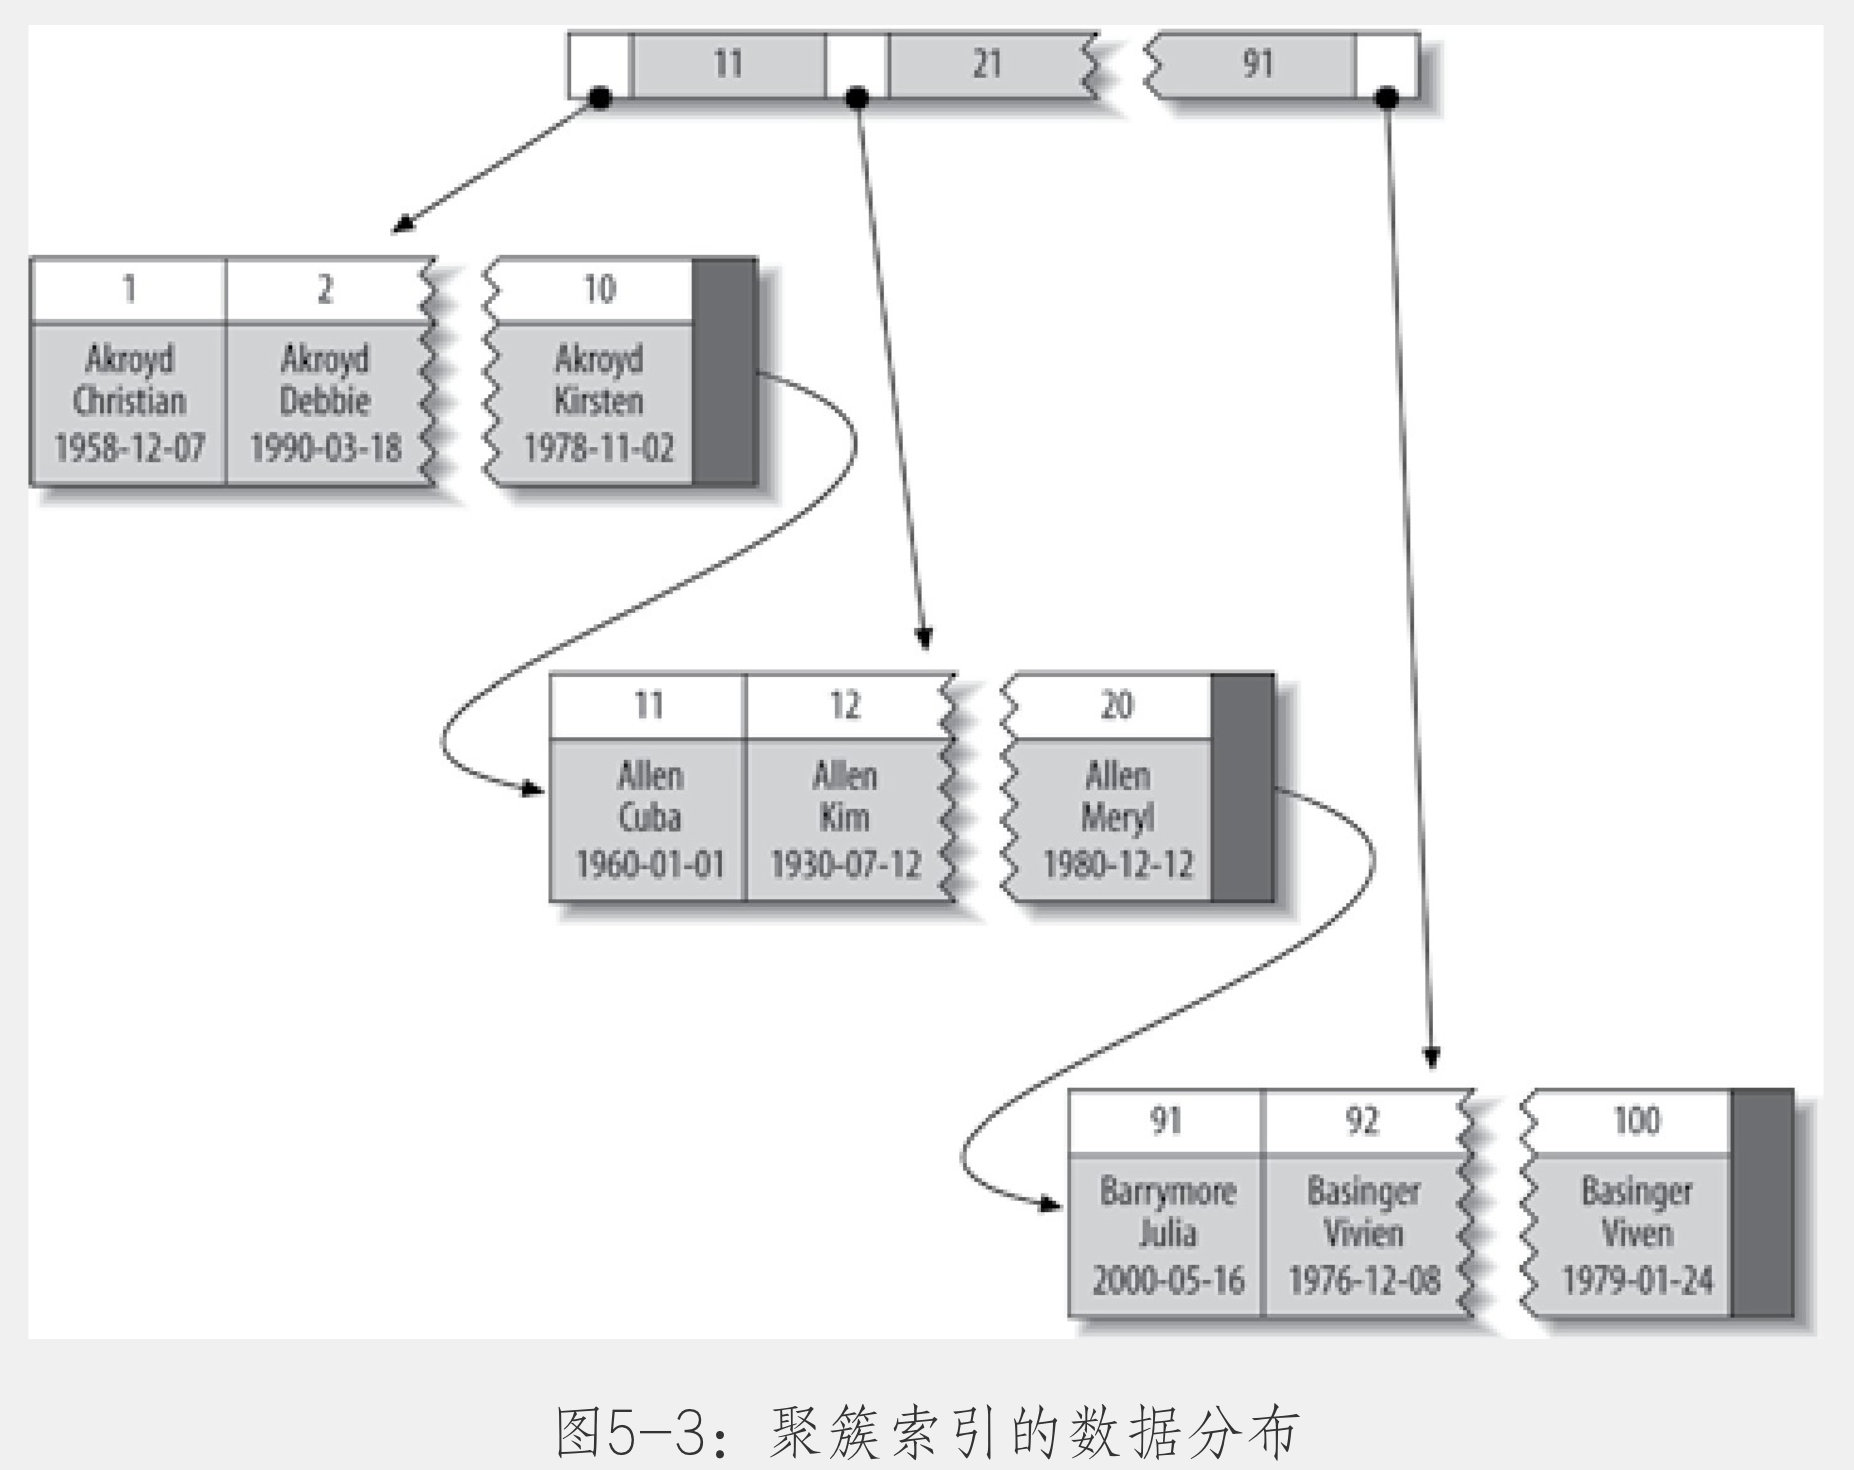 11 21 91
1 2 10
Akroyd Akroyd Akroyd
Christian Debbie Kirsten
1958-12-07 1990-03-18 1978-11-02
11 12 20
Allen Allen Allen
Cuba Kim Meryl
1960-01-01 1930-07-12 1980-12-12
91 92 100
Barrymore Basinger Basinger
Julia Vivien Viven
2000-05-16 1976-12-08 1979-01-24
图5-3：聚簇索引的数据分布